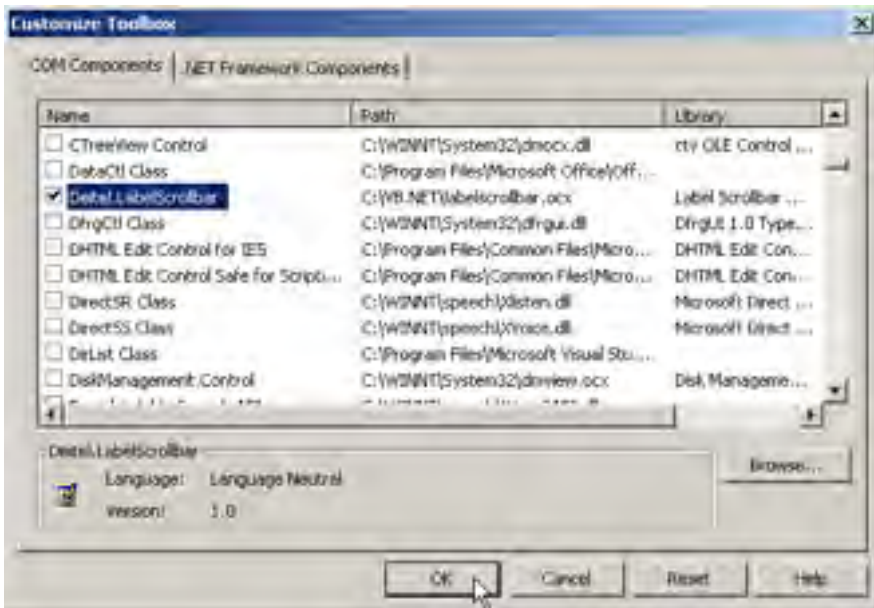 Customize Toolbox
COM Components .NET Framework Components
Name Path Library
CTreeView Control C:\WINNT\System32\dmocx.dll ctv OLE Control ...
DataCtl Class C:\Program Files\Microsoft Office\Off...
Deitel.LabelScrollbar C:\VB.NET\labelscrollbar.ocx Label Scrollbar ...
DfrgCtl Class C:\WINNT\System32\dfrgui.dll DfrgUI 1.0 Type...
DHTML Edit Control for IE5 C:\Program Files\Common Files\Micro... DHTML Edit Con...
DHTML Edit Control Safe for Scripti... C:\Program Files\Common Files\Micro... DHTML Edit Con...
DirectSR Class C:\WINNT\speech\Xlisten.dll Microsoft Direct ...
DirectSS Class C:\WINNT\speech\Xvoice.dll Microsoft Direct ...
DirList Class C:\Program Files\Microsoft Visual Stu...
DiskManagement.Control C:\WINNT\System32\dmview.ocx Disk Manageme...
Deitel.LabelScrollbar
Language: Language Neutral
Version: 1.0
Browse...
OK Cancel Reset Help